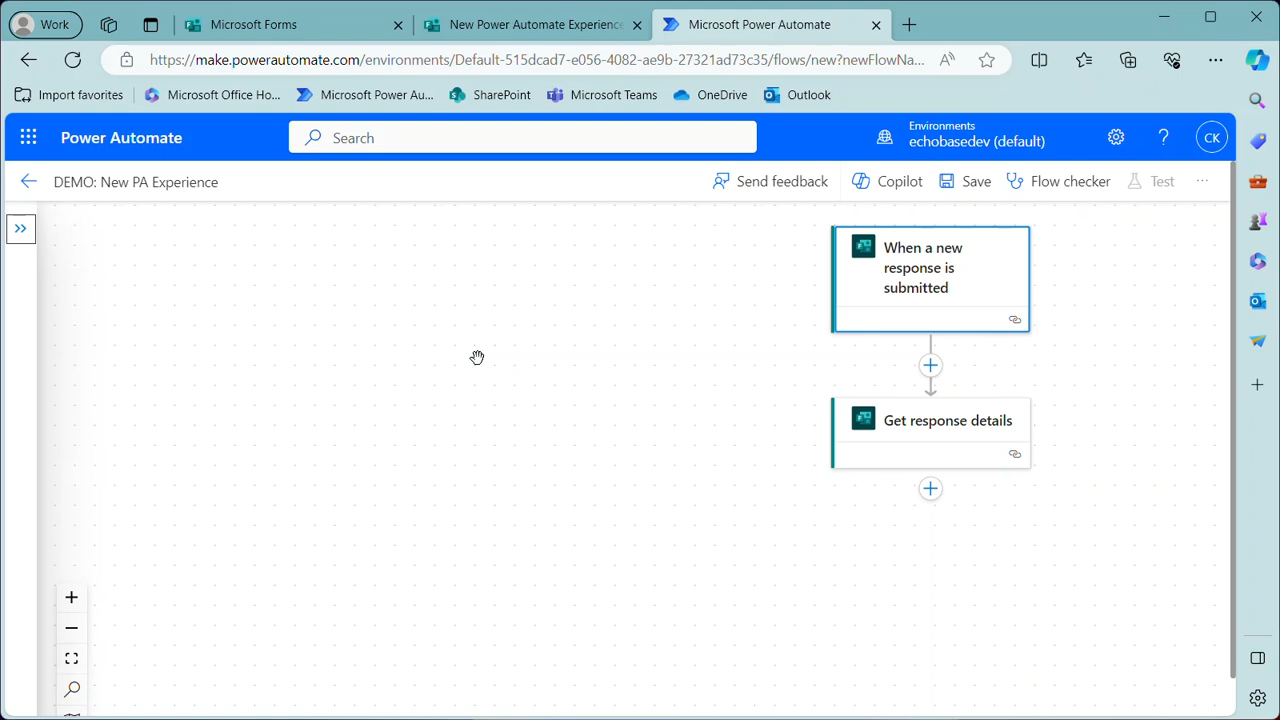 Work
Microsoft Forms
New Power Automate Experience
Microsoft Power Automate
https://make.powerautomate.com/environments/Default-515dcad7-e056-4082-ae9b-27321ad73c35/flows/new?newFlowNa...
Import favorites
Microsoft Office Ho...
Microsoft Power Au...
SharePoint
Microsoft Teams
OneDrive
Outlook
Power Automate
Search
Environments
echobasedev (default)
CK
DEMO: New PA Experience
Send feedback
Copilot
Save
Flow checker
Test
When a new
response is
submitted
Get response details